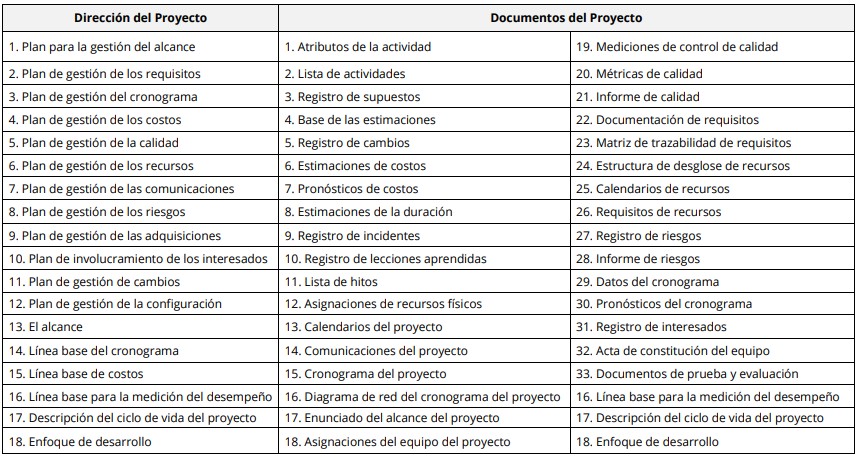 Dirección del Proyecto Documentos del Proyecto
1. Plan para la gestión del alcance 1. Atributos de la actividad 19. Mediciones de control de calidad
2. Plan de gestión de los requisitos 2. Lista de actividades 20. Métricas de calidad
3. Plan de gestión del cronograma 3. Registro de supuestos 21. Informe de calidad
4. Plan de gestión de los costos 4. Base de las estimaciones 22. Documentación de requisitos
5. Plan de gestión de la calidad 5. Registro de cambios 23. Matriz de trazabilidad de requisitos
6. Plan de gestión de los recursos 6. Estimaciones de costos 24. Estructura de desglose de recursos
7. Plan de gestión de las comunicaciones 7. Pronósticos de costos 25. Calendarios de recursos
8. Plan de gestión de los riesgos 8. Estimaciones de la duración 26. Requisitos de recursos
9. Plan de gestión de las adquisiciones 9. Registro de incidentes 27. Registro de riesgos
10. Plan de involucramiento de los interesados 10. Registro de lecciones aprendidas 28. Informe de riesgos
11. Plan de gestión de cambios 11. Lista de hitos 29. Datos del cronograma
12. Plan de gestión de la configuración 12. Asignaciones de recursos físicos 30. Pronósticos del cronograma
13. El alcance 13. Calendarios del proyecto 31. Registro de interesados
14. Línea base del cronograma 14. Comunicaciones del proyecto 32. Acta de constitución del equipo
15. Línea base de costos 15. Cronograma del proyecto 33. Documentos de prueba y evaluación
16. Línea base para la medición del desempeño 16. Diagrama de red del cronograma del proyecto 16. Línea base para la medición del desempeño
17. Descripción del ciclo de vida del proyecto 17. Enunciado del alcance del proyecto 17. Descripción del ciclo de vida del proyecto
18. Enfoque de desarrollo 18. Asignaciones del equipo del proyecto 18. Enfoque de desarrollo